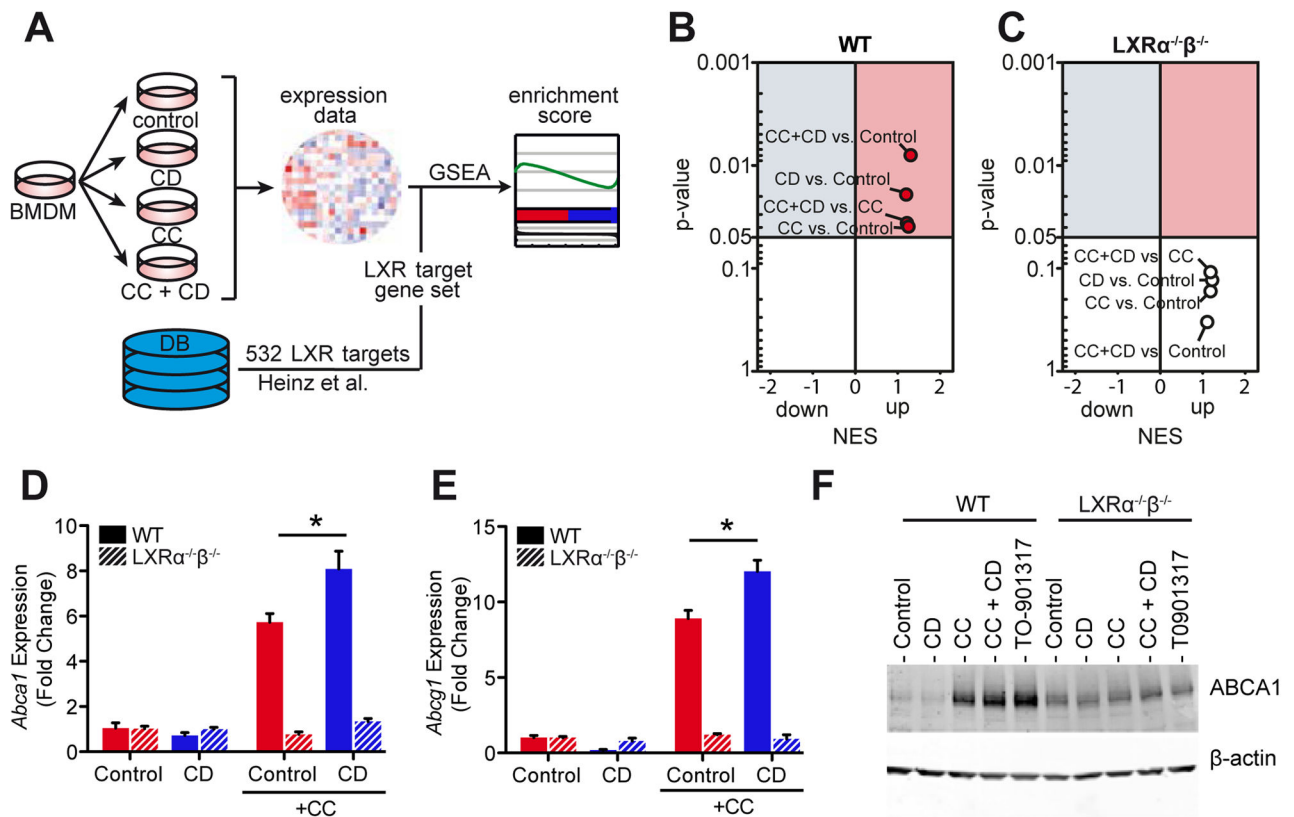 A
control
CD
CC
CC + CD
BMDM
expression
data
GSEA
enrichment
score
LXR target
gene set
DB
532 LXR targets
Heinz et al.
B
WT
0.001
0.01
0.05
0.1
1
p-value
CC+CD vs. Control
CD vs. Control
CC+CD vs. CC
CC vs. Control
-2 -1 0 1 2
down up
NES
C
LXRα⁻/⁻β⁻/⁻
0.001
0.01
0.05
0.1
1
p-value
CC+CD vs CC
CD vs. Control
CC vs. Control
CC+CD vs Control
-2 -1 0 1 2
down up
NES
D
WT
LXRα⁻/⁻β⁻/⁻
*
10
8
6
4
2
0
Abca1 Expression
(Fold Change)
Control CD Control CD
+CC
E
WT
LXRα⁻/⁻β⁻/⁻
*
15
10
5
0
Abcg1 Expression
(Fold Change)
Control CD Control CD
+CC
F
WT LXRα⁻/⁻β⁻/⁻
Control
CD
CC
CC + CD
TO-901317
Control
CD
CC
CC + CD
T0901317
ABCA1
β-actin